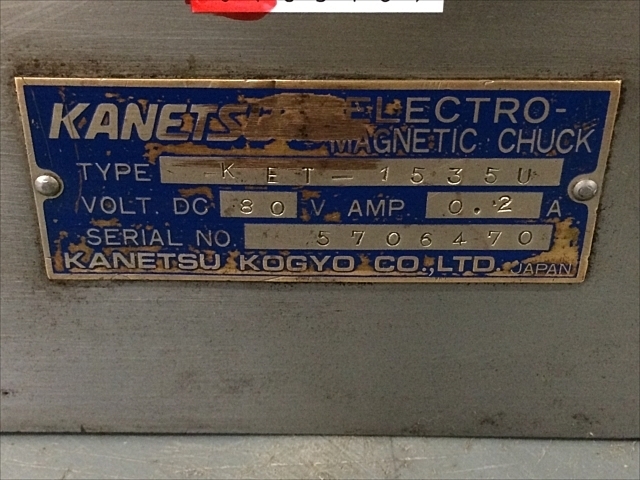 KANETSU ELECTRO-
MAGNETIC CHUCK
TYPE KET-1535U
VOLT. DC 80 V AMP 0.2 A
SERIAL NO. 5706470
KANETSU KOGYO CO.,LTD. JAPAN